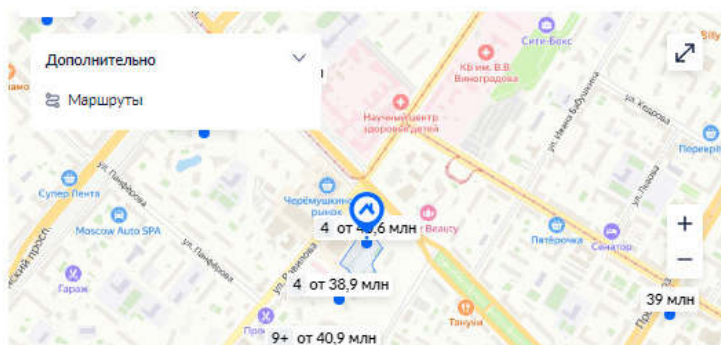 Сити-Бокс
Дополнительно
КБ им. В.В.
Виноградова
Маршруты
Научный центр
здоровья детей
ул. Ивана Бабушкина
ул. Кедрова
ул. Панфёрова
Супер Лента
Черёмушкинский
рынок
ул. Львова
Moscow Auto SPA
Beauty
4 от 40,6 млн
Пятёрочка
Сенатор
+
−
ул. Панфёрова
Гараж
ул. Вавилова
4 от 38,9 млн
39 млн
Тануки
9+ от 40,9 млн